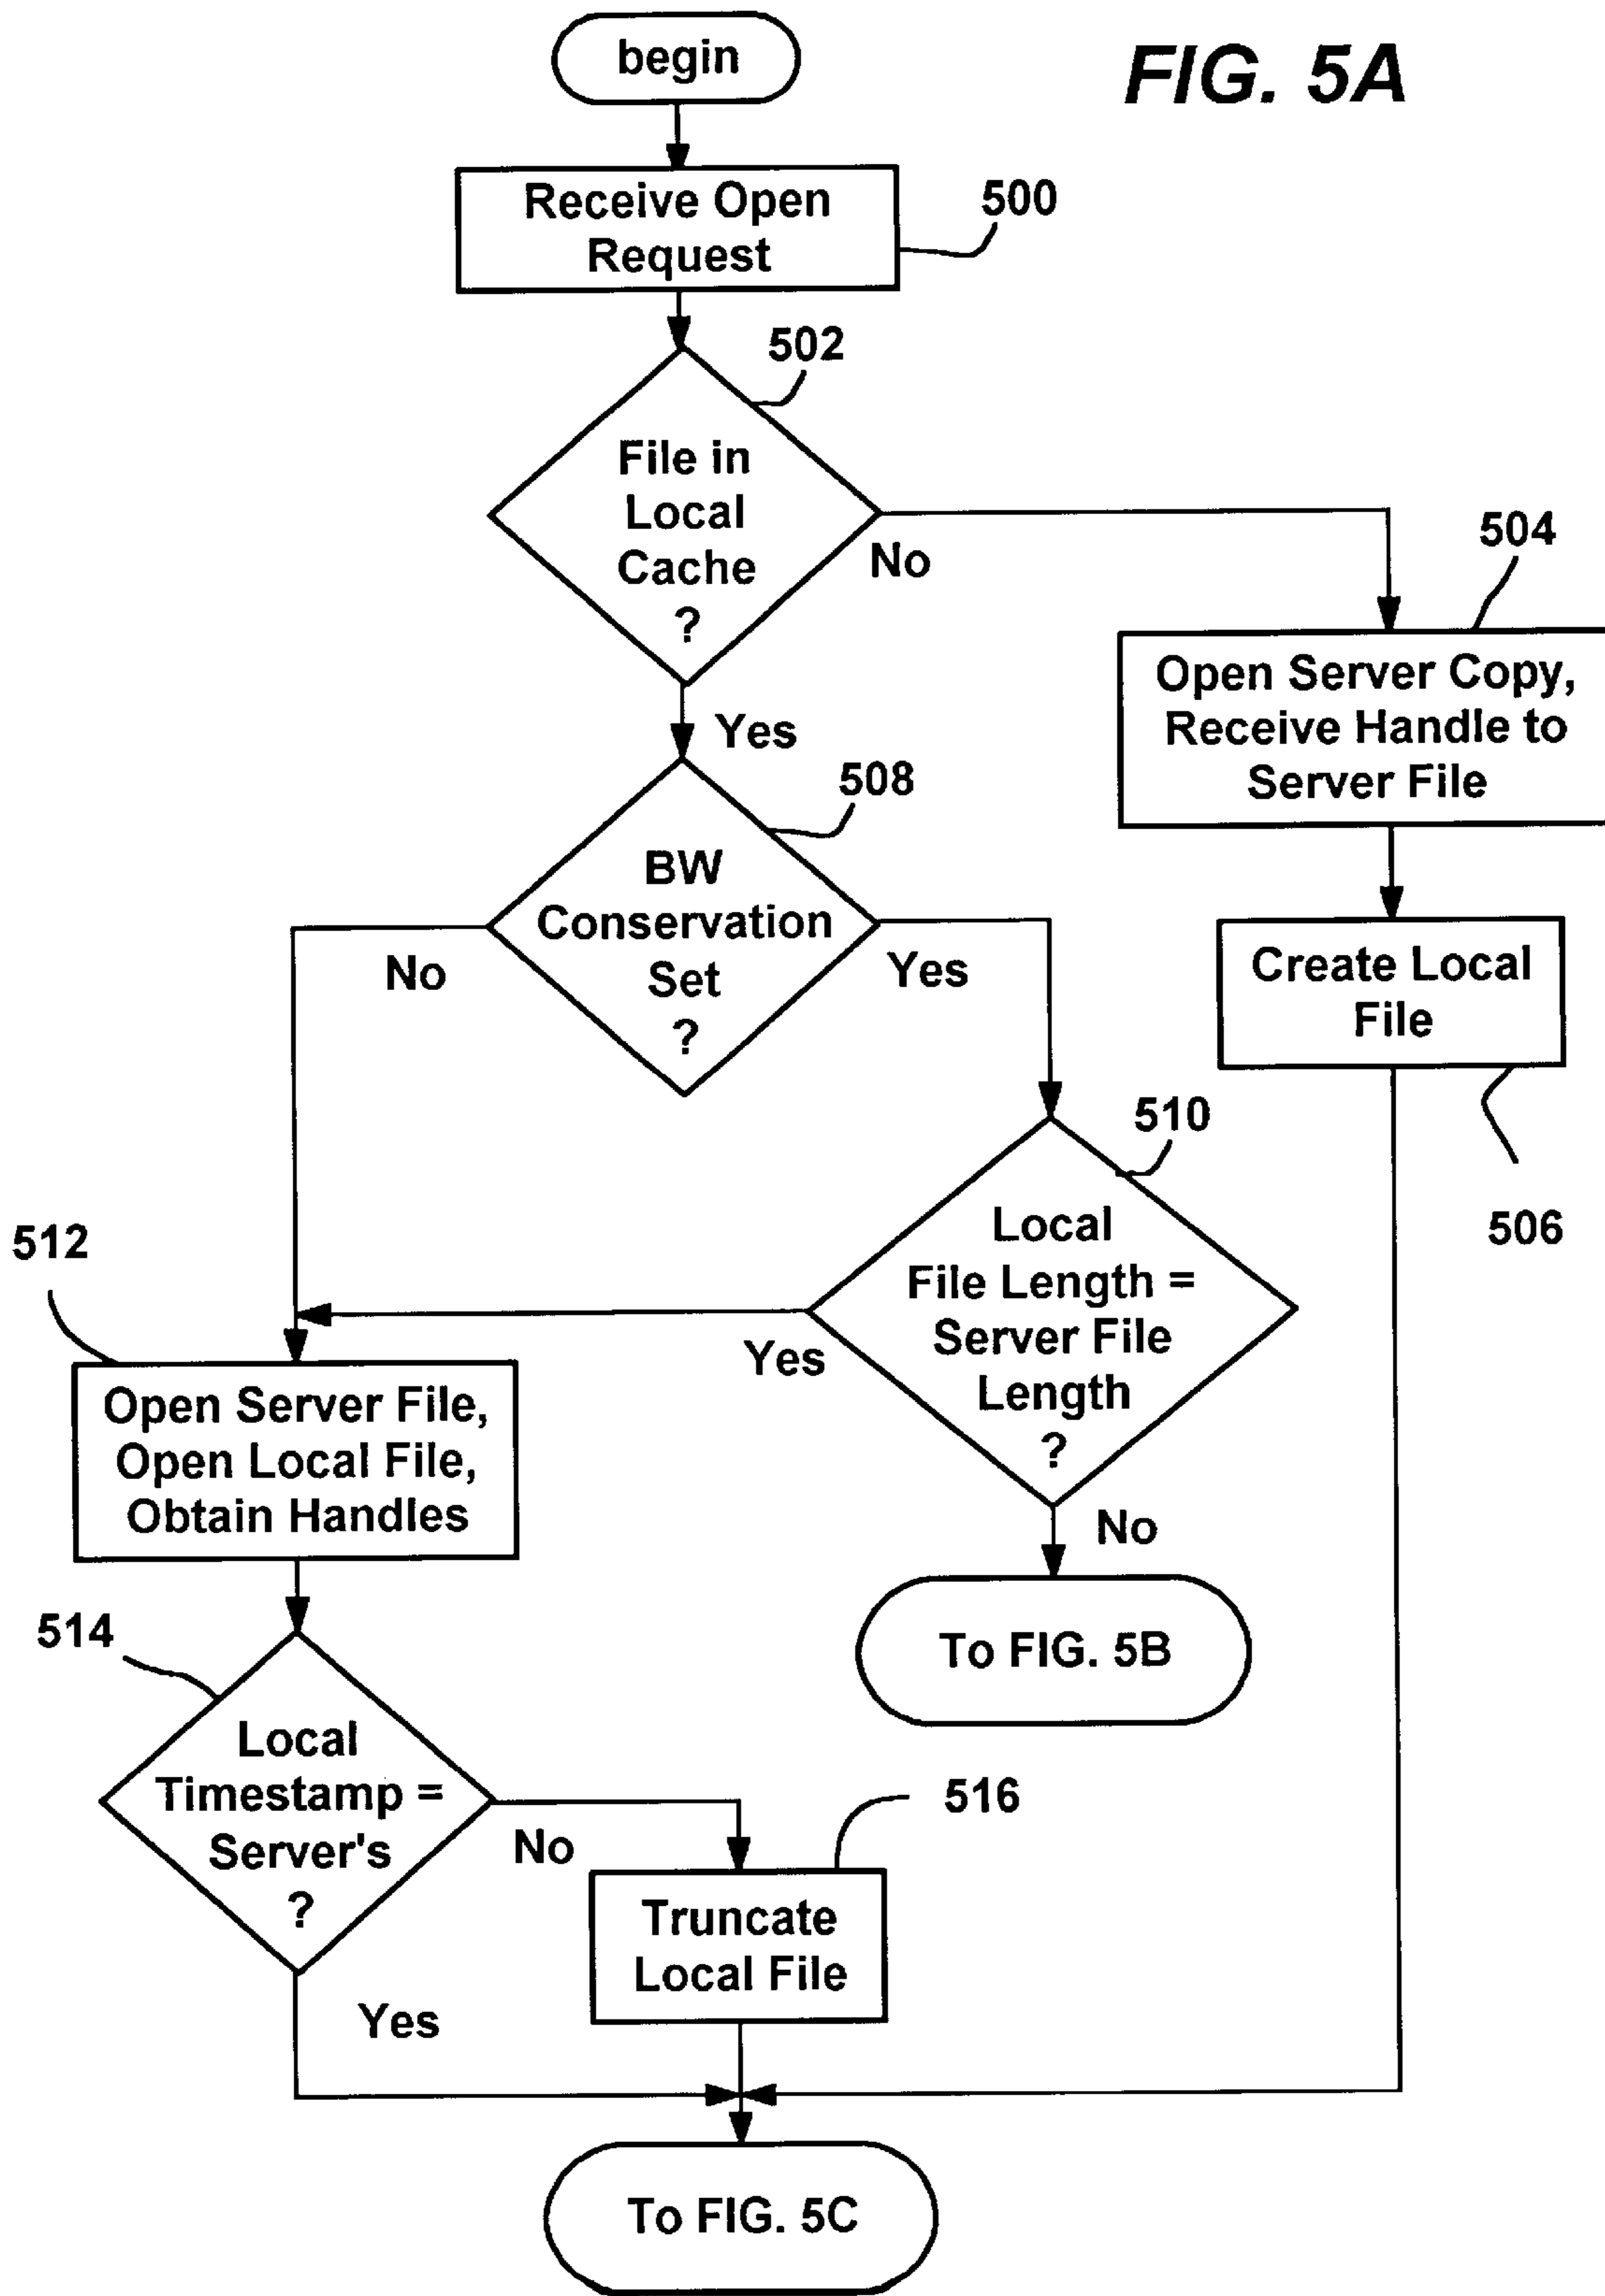 begin
FIG. 5A
Receive Open
Request
500
502
File in
Local
Cache
?
No
504
Yes
Open Server Copy,
Receive Handle to
Server File
508
BW
Conservation
Set
?
No
Yes
Create Local
File
506
510
Local
File Length =
Server File
Length
?
Yes
No
512
Open Server File,
Open Local File,
Obtain Handles
To FIG. 5B
514
Local
Timestamp =
Server's
?
No
516
Yes
Truncate
Local File
To FIG. 5C